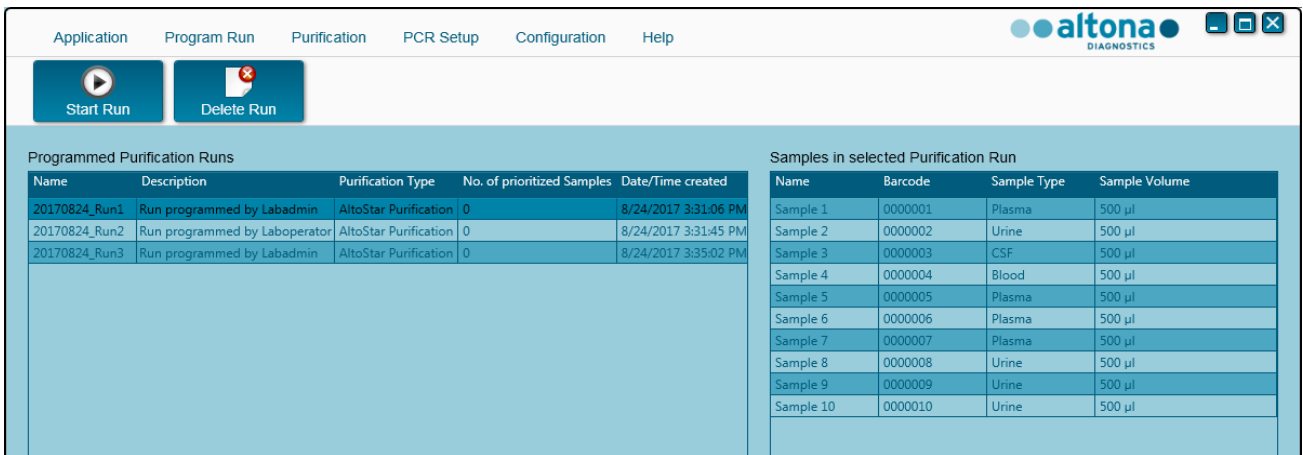 Application Program Run Purification PCR Setup Configuration Help
altona
DIAGNOSTICS
Start Run Delete Run
Programmed Purification Runs
Name Description Purification Type No. of prioritized Samples Date/Time created
20170824_Run1 Run programmed by Labadmin AltoStar Purification 0 8/24/2017 3:31:06 PM
20170824_Run2 Run programmed by Laboperator AltoStar Purification 0 8/24/2017 3:31:45 PM
20170824_Run3 Run programmed by Labadmin AltoStar Purification 0 8/24/2017 3:35:02 PM
Samples in selected Purification Run
Name Barcode Sample Type Sample Volume
Sample 1 0000001 Plasma 500 µl
Sample 2 0000002 Urine 500 µl
Sample 3 0000003 CSF 500 µl
Sample 4 0000004 Blood 500 µl
Sample 5 0000005 Plasma 500 µl
Sample 6 0000006 Plasma 500 µl
Sample 7 0000007 Plasma 500 µl
Sample 8 0000008 Urine 500 µl
Sample 9 0000009 Urine 500 µl
Sample 10 0000010 Urine 500 µl